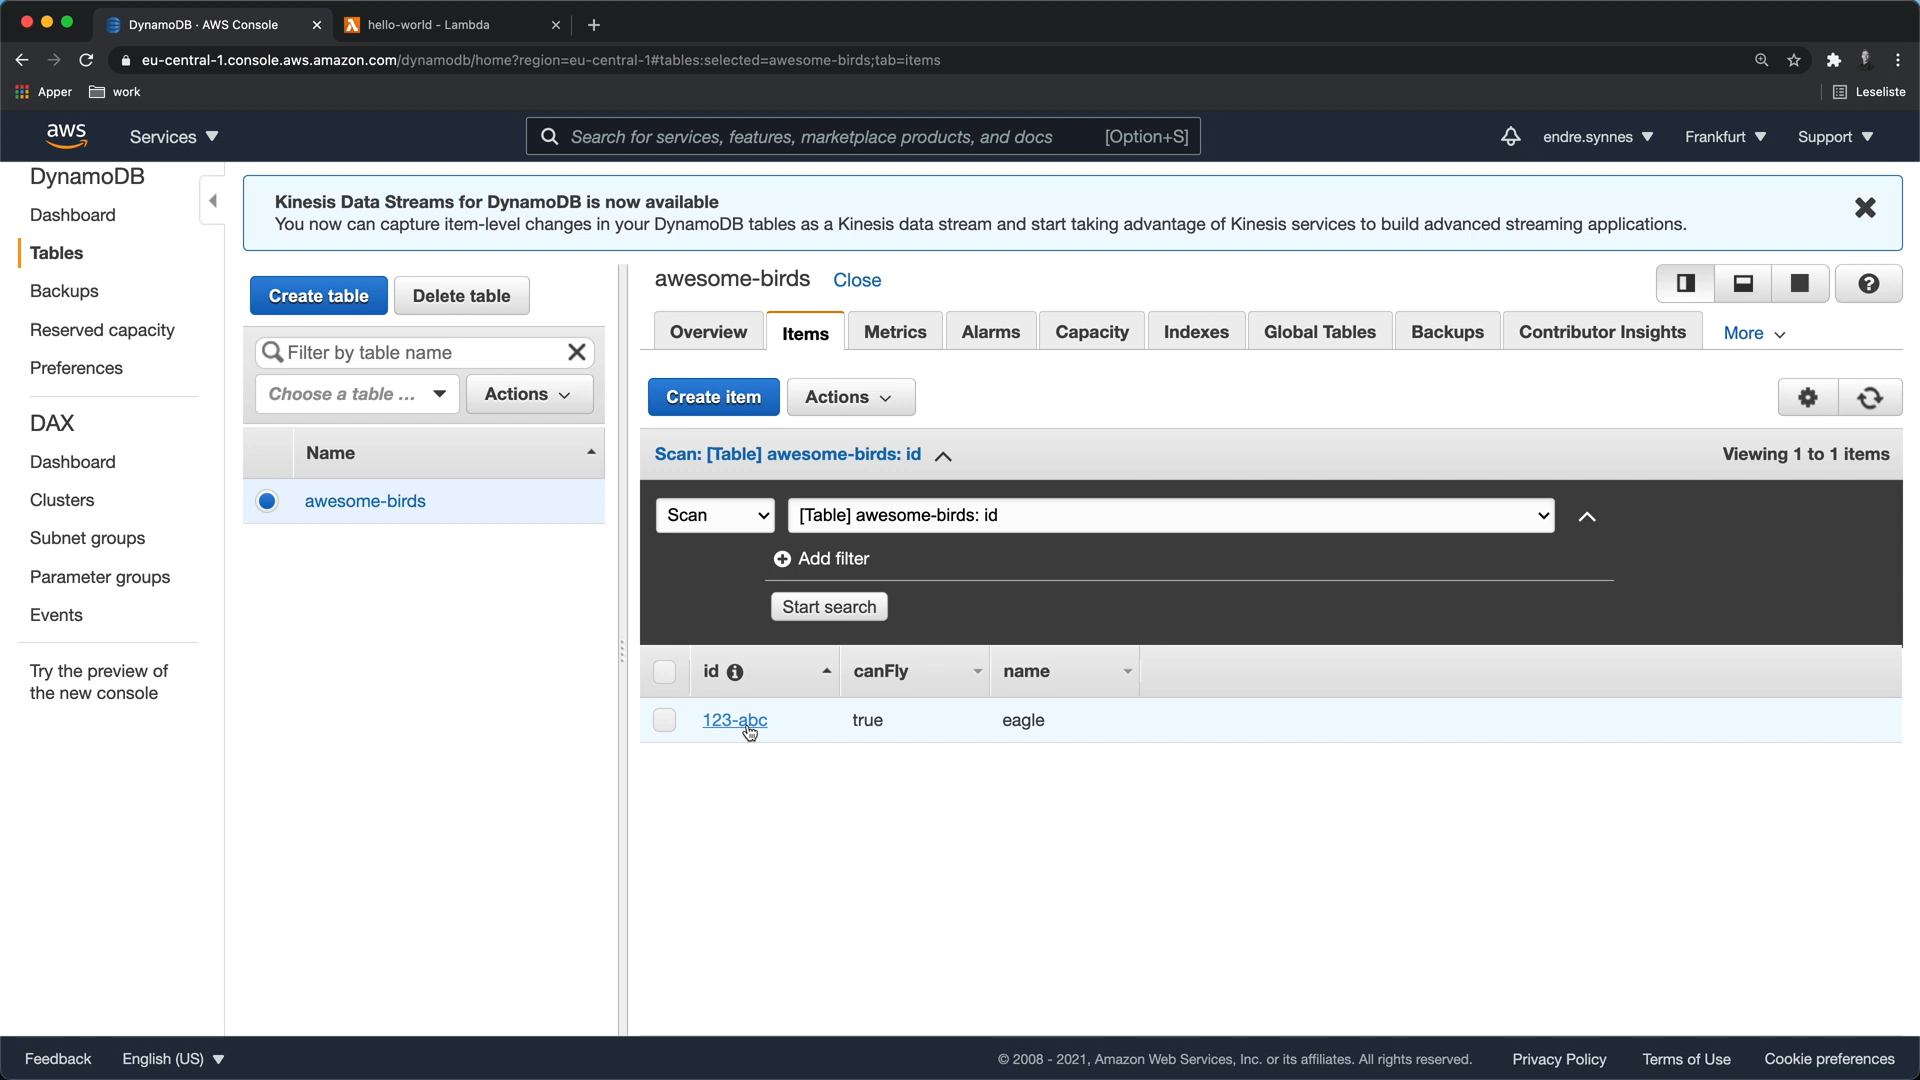 DynamoDB · AWS Console
hello-world - Lambda
eu-central-1.console.aws.amazon.com/dynamodb/home?region=eu-central-1#tables:selected=awesome-birds;tab=items
Apper
work
Leseliste
aws
Services
Search for services, features, marketplace products, and docs
[Option+S]
endre.synnes
Frankfurt
Support
DynamoDB
Dashboard
Tables
Backups
Reserved capacity
Preferences
DAX
Dashboard
Clusters
Subnet groups
Parameter groups
Events
Try the preview of
the new console
Kinesis Data Streams for DynamoDB is now available
You now can capture item-level changes in your DynamoDB tables as a Kinesis data stream and start taking advantage of Kinesis services to build advanced streaming applications.
Create table
Delete table
Filter by table name
Choose a table ...
Actions
Name
awesome-birds
awesome-birds
Close
Overview
Items
Metrics
Alarms
Capacity
Indexes
Global Tables
Backups
Contributor Insights
More
Create item
Actions
Scan: [Table] awesome-birds: id
Viewing 1 to 1 items
Scan
[Table] awesome-birds: id
Add filter
Start search
id
canFly
name
123-abc
true
eagle
Feedback
English (US)
© 2008 - 2021, Amazon Web Services, Inc. or its affiliates. All rights reserved.
Privacy Policy
Terms of Use
Cookie preferences